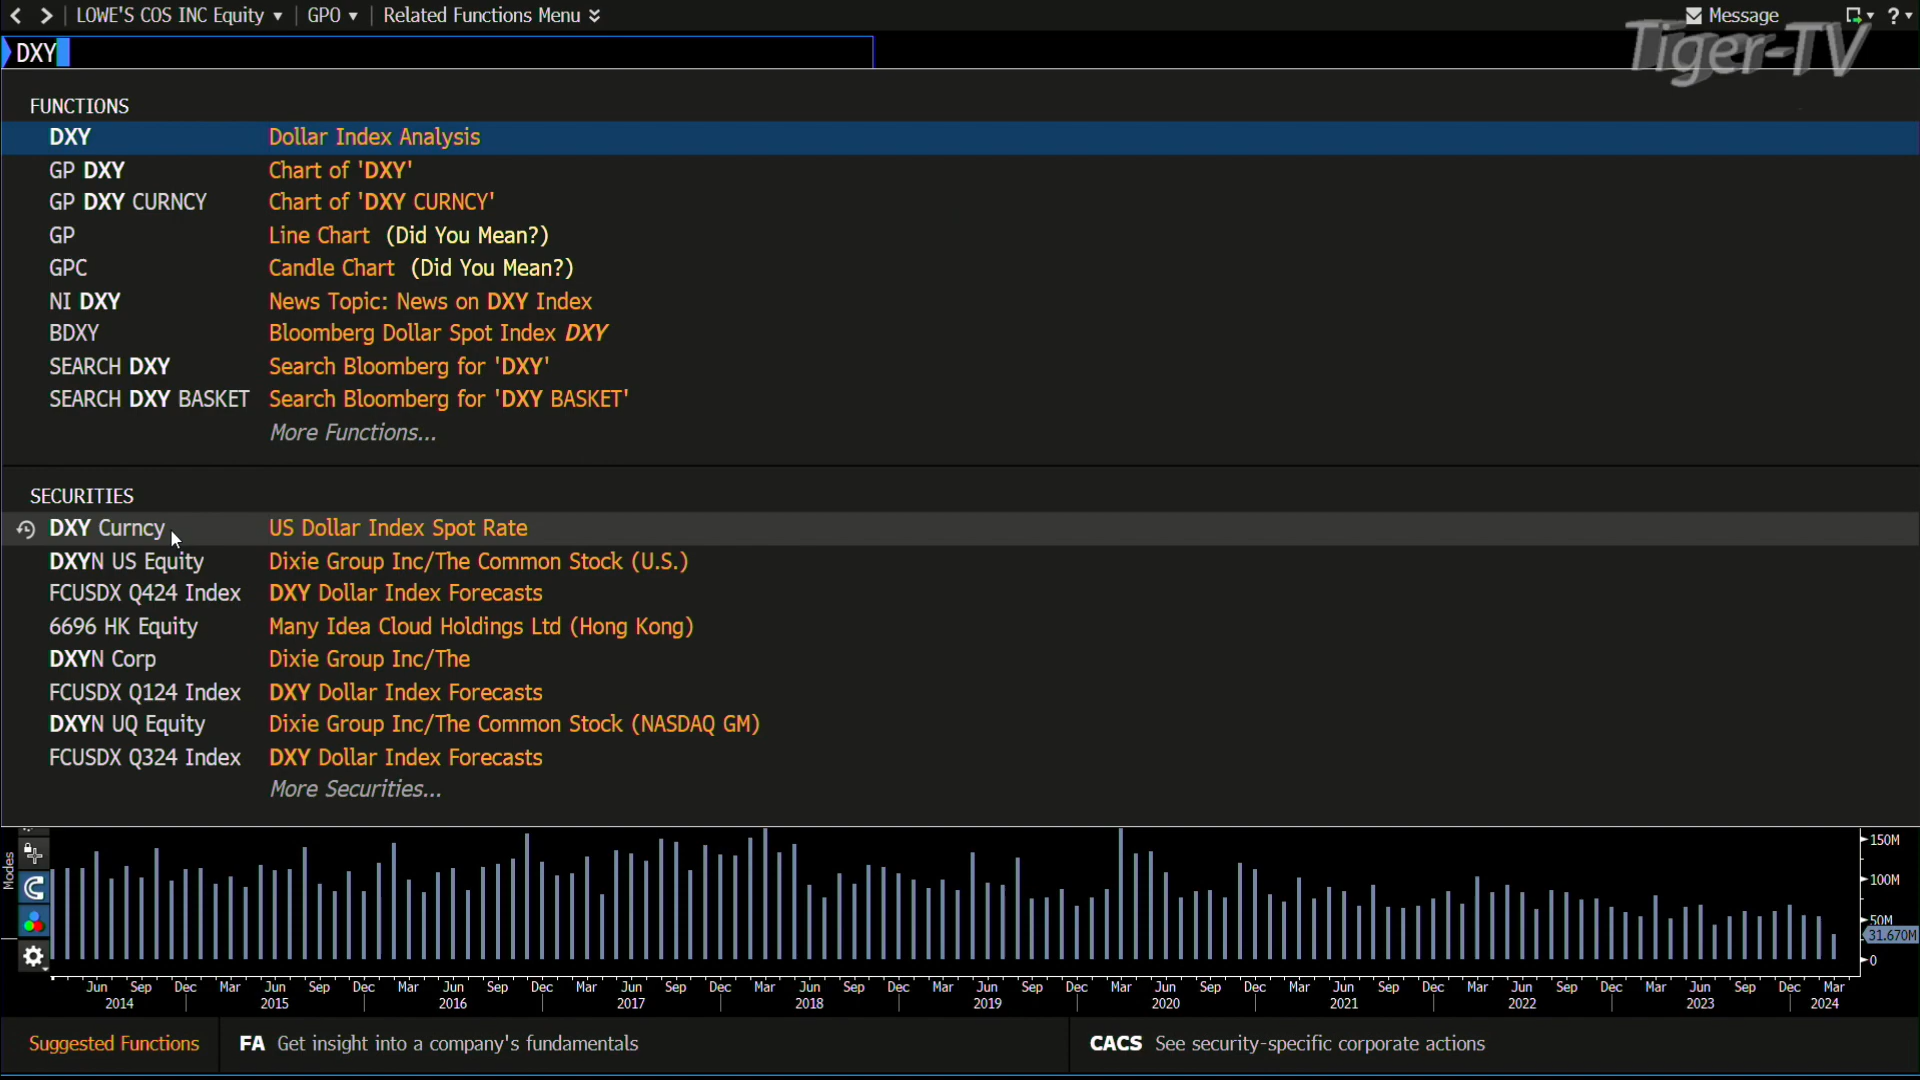 LOWE'S COS INC Equity GPO Related Functions Menu Message ?
Tiger-TV
DXY
FUNCTIONS
DXY Dollar Index Analysis
GP DXY Chart of 'DXY'
GP DXY CURNCY Chart of 'DXY CURNCY'
GP Line Chart (Did You Mean?)
GPC Candle Chart (Did You Mean?)
NI DXY News Topic: News on DXY Index
BDXY Bloomberg Dollar Spot Index DXY
SEARCH DXY Search Bloomberg for 'DXY'
SEARCH DXY BASKET Search Bloomberg for 'DXY BASKET'
More Functions...
SECURITIES
DXY Curncy US Dollar Index Spot Rate
DXYN US Equity Dixie Group Inc/The Common Stock (U.S.)
FCUSDX Q424 Index DXY Dollar Index Forecasts
6696 HK Equity Many Idea Cloud Holdings Ltd (Hong Kong)
DXYN Corp Dixie Group Inc/The
FCUSDX Q124 Index DXY Dollar Index Forecasts
DXYN UQ Equity Dixie Group Inc/The Common Stock (NASDAQ GM)
FCUSDX Q324 Index DXY Dollar Index Forecasts
More Securities...
Modes
150M
100M
50M
31.670M
0
Jun Sep Dec Mar Jun Sep Dec Mar Jun Sep Dec Mar Jun Sep Dec Mar Jun Sep Dec Mar Jun Sep Dec Mar Jun Sep Dec Mar Jun Sep Dec Mar Jun Sep Dec Mar Jun Sep Dec Mar
2014 2015 2016 2017 2018 2019 2020 2021 2022 2023 2024
Suggested Functions FA Get insight into a company's fundamentals CACS See security-specific corporate actions